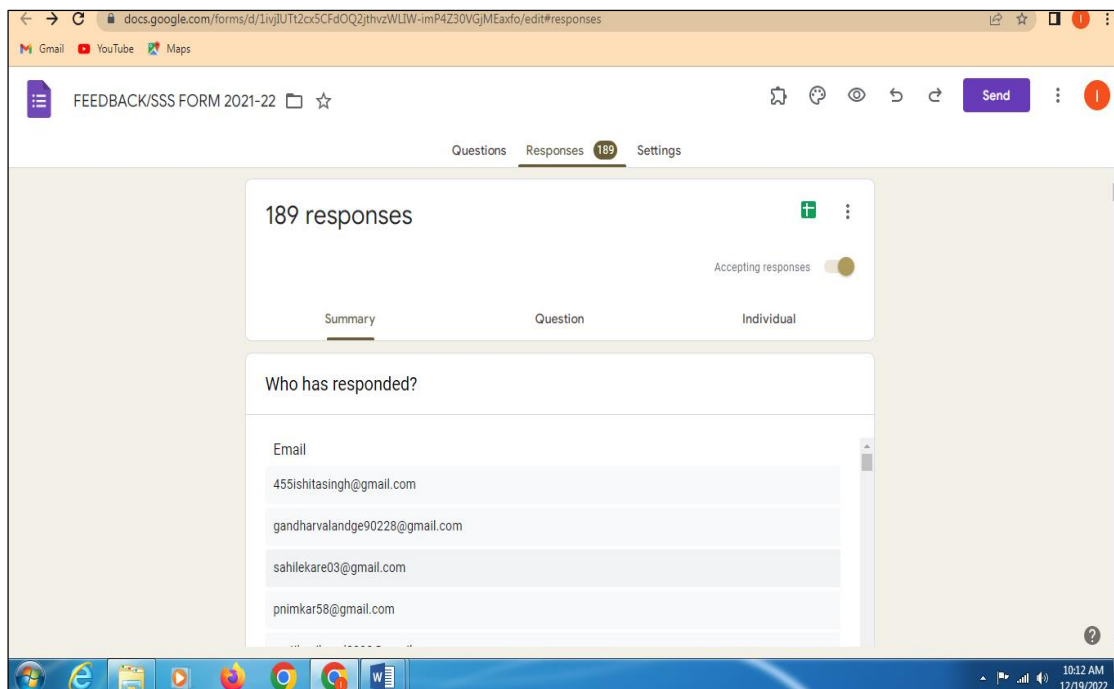 docs.google.com/forms/d/1ivjIUTt2cx5CFdOQ2jthvzWLIW-imP4Z30VGjMEaxfo/edit#responses
Gmail YouTube Maps
FEEDBACK/SSS FORM 2021-22
Send
I
Questions Responses 189 Settings
189 responses
Accepting responses
Summary Question Individual
Who has responded?
Email
455ishitasingh@gmail.com
gandharvalandge90228@gmail.com
sahilekare03@gmail.com
pnimkar58@gmail.com
10:12 AM
12/19/2022